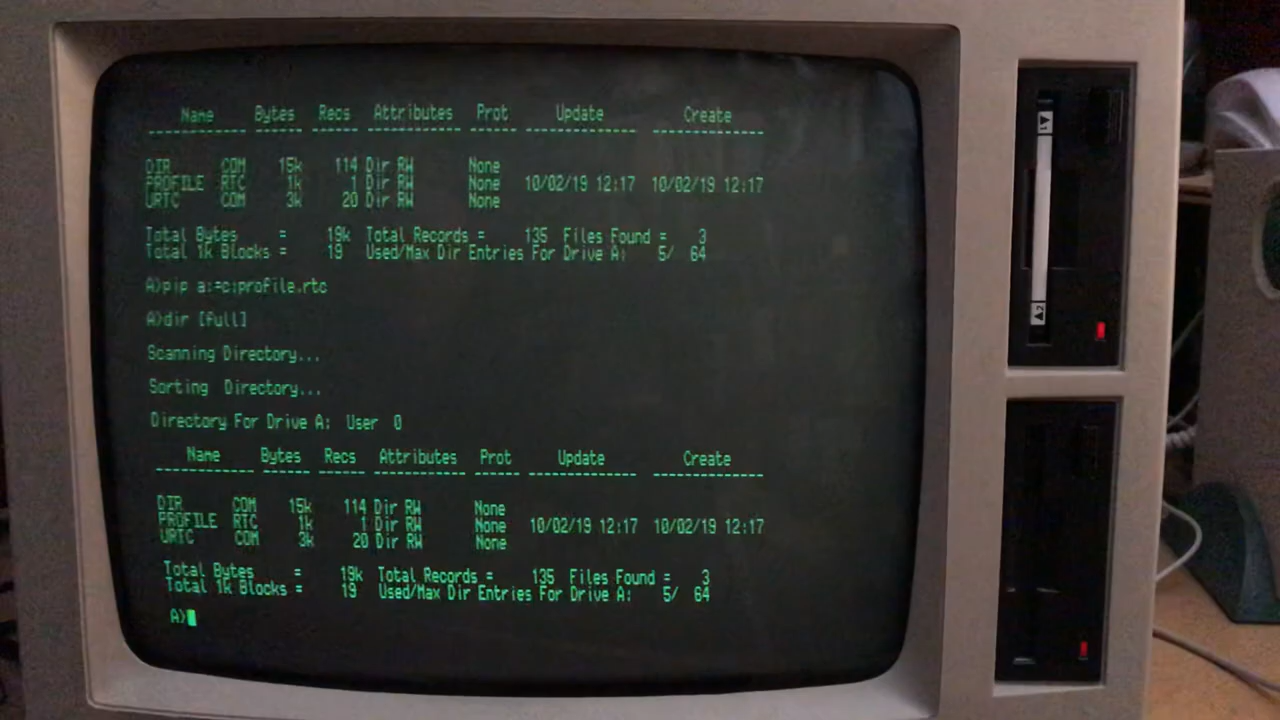 Name Bytes Recs Attributes Prot Update Create
--------- ------ ------ ------------ ------ -------------- --------------
DIR COM 15k 114 Dir RW None
PROFILE RTC 1k 1 Dir RW None 10/02/19 12:17 10/02/19 12:17
URTC COM 3k 20 Dir RW None
Total Bytes = 19k Total Records = 135 Files Found = 3
Total 1k Blocks = 19 Used/Max Dir Entries For Drive A: 5/ 64
A>pip a:=c:profile.rtc
A>dir [full]
Scanning Directory...
Sorting Directory...
Directory For Drive A: User 0
Name Bytes Recs Attributes Prot Update Create
--------- ------ ------ ------------ ------ -------------- --------------
DIR COM 15k 114 Dir RW None
PROFILE RTC 1k 1 Dir RW None 10/02/19 12:17 10/02/19 12:17
URTC COM 3k 20 Dir RW None
Total Bytes = 19k Total Records = 135 Files Found = 3
Total 1k Blocks = 19 Used/Max Dir Entries For Drive A: 5/ 64
A>
1
2